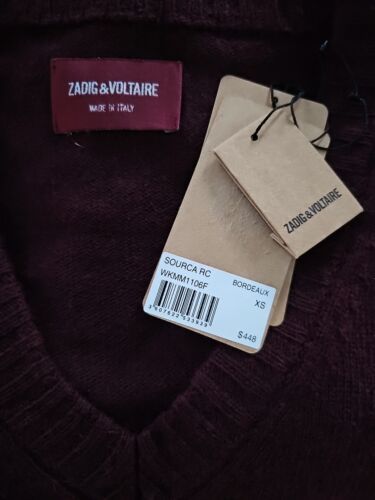 ZADIG&VOLTAIRE
MADE IN ITALY
ZADIG&VOLTAIRE
SOURCA RC
WKMM1106F
BORDEAUX
XS
$448